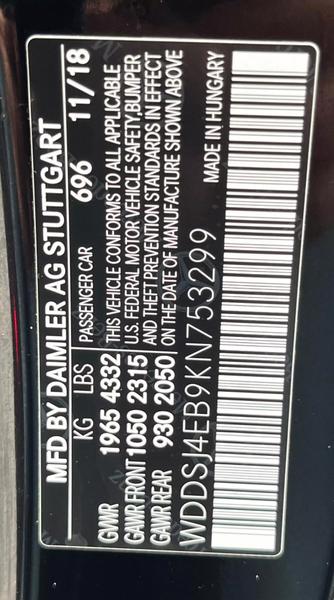 MFD BY DAIMLER AG STUTTGART
KG LBS PASSENGER CAR 696 11/18
GWWR 1965 4332
GAWR FRONT 1050 2315
GAWR REAR 930 2050
THIS VEHICLE CONFORMS TO ALL APPLICABLE
U.S. FEDERAL MOTOR VEHICLE SAFETY BUMPER
AND THEFT PREVENTION STANDARDS IN EFFECT
ON THE DATE OF MANUFACTURE SHOWN ABOVE
WDDSJ4EB9KN753299 MADE IN HUNGARY